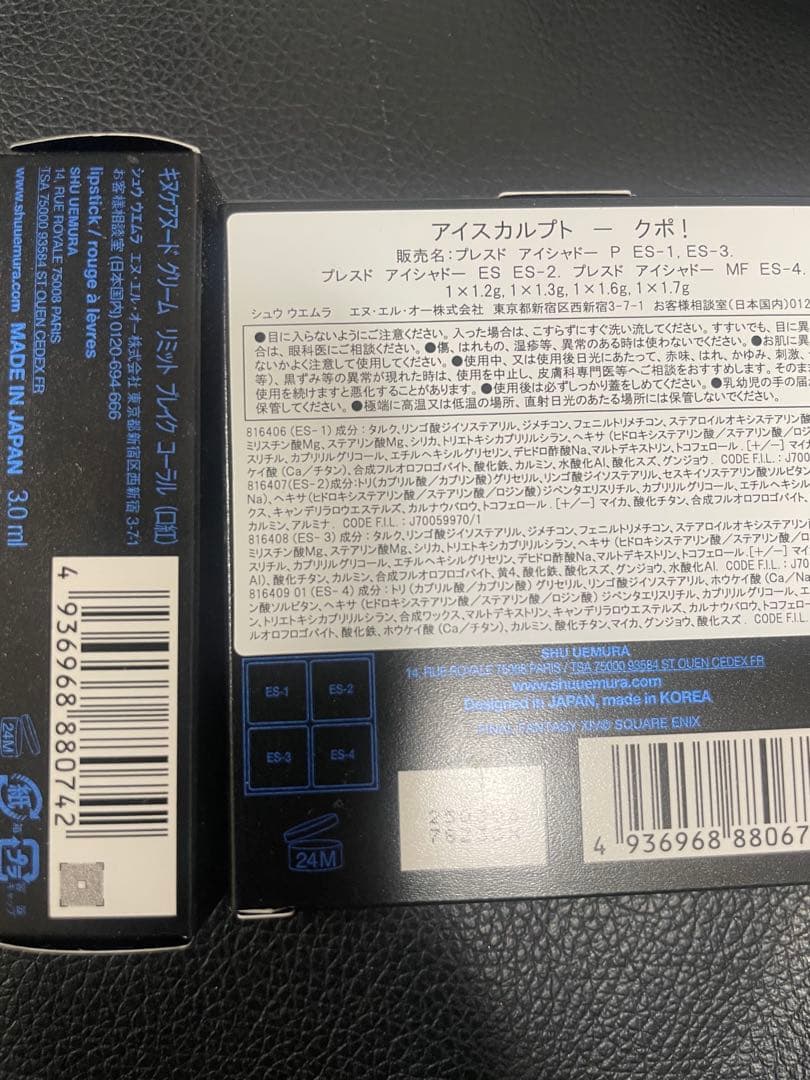 キヌケアヌード クリーム リミット ブレイク コーラル (口紅)
シュウ ウエムラ エヌ・エル・オー株式会社 東京都新宿区西新宿 3-7-1
お客様相談室 (日本国内) 0120-694-666
lipstick / rouge à lèvres
SHU UEMURA
14, RUE ROYALE 75008 PARIS
TSA 75000 93584 ST OUEN CEDEX FR
www.shuuemura.com MADE IN JAPAN 3.0 ml
4 936968 880742
24M
紙
箱
プラ
容器
キャップ
アイスカルプト ー クポ！
販売名：プレスド アイシャドー P ES-1, ES-3.
プレスド アイシャドー ES ES-2. プレスド アイシャドー MF ES-4.
1×1.2g, 1×1.3g, 1×1.6g, 1×1.7g
シュウ ウエムラ エヌ・エル・オー株式会社 東京都新宿区西新宿3-7-1 お客様相談室(日本国内)012
●目に入らないようにご注意ください。入った場合は、こすらずにすぐ洗い流してください。すすいでも、目に異
合は、眼科医にご相談ください。●傷、はれもの、湿疹等、異常のある時は使わないでください。●お肌に異
ないかよく注意して使用してください。●使用中、又は使用後日光にあたって、赤味、はれ、かゆみ、刺激、
等)、黒ずみ等の異常が現れた時は、使用を中止し、皮膚科専門医等へご相談をおすすめします。そのまま
使用を続けますと悪化することがあります。●使用後は必ずしっかり蓋をしめてください。●乳幼児の手の届
保管してください。●極端に高温又は低温の場所、直射日光のあたる場所には保管しないでください。
816406 (ES-1) 成分：タルク、リンゴ酸ジイソステアリル、ジメチコン、フェニルトリメチコン、ステアロイルオキシステアリン酸
ミリスチン酸Mg、ステアリン酸Mg、シリカ、トリエトキシカプリリルシラン、ヘキサ (ヒドロキシステアリン酸／ステアリン酸／ロジ
スリチル、カプリルグリコール、エチルヘキシルグリセリン、デヒドロ酢酸Na、マルトデキストリン、トコフェロール. [＋／－] マイカ
ケイ酸 (Ca／チタン)、合成フルオロフロゴパイト、酸化鉄、カルミン、水酸化Al、酸化スズ、グンジョウ. CODE F.I.L. : J70
816407(ES-2)成分：トリ(カプリル酸／カプリン酸)グリセリル、リンゴ酸ジイソステアリル、セスキイソステアリン酸ソルビタン
Na)、ヘキサ(ヒドロキシステアリン酸／ステアリン酸／ロジン酸)ジペンタエリスリチル、カプリルグリコール、エチルヘキシル
クス、キャンデリラロウエステルズ、カルナウバロウ、トコフェロール. [＋／－] マイカ、酸化チタン、合成フルオロフロゴパイト、
カルミン、アルミナ. CODE F.I.L. : J70059970/1
816408 (ES-3) 成分：タルク、リンゴ酸ジイソステアリル、ジメチコン、フェニルトリメチコン、ステアロイルオキシステアリン酸
ミリスチン酸Mg、ステアリン酸Mg、シリカ、トリエトキシカプリリルシラン、ヘキサ (ヒドロキシステアリン酸／ステアリン酸／ロジ
スリチル、カプリルグリコール、エチルヘキシルグリセリン、デヒドロ酢酸Na、マルトデキストリン、トコフェロール. [＋／－] マイカ
Al)、酸化チタン、カルミン、合成フルオロフロゴパイト、黄4、酸化鉄、酸化スズ、グンジョウ、水酸化Al. CODE F.I.L. : J70
816409 01 (ES-4) 成分：トリ (カプリル酸／カプリン酸) グリセリル、リンゴ酸ジイソステアリル、ホウケイ酸 (Ca／Na
ン酸ソルビタン、ヘキサ (ヒドロキシステアリン酸／ステアリン酸／ロジン酸) ジペンタエリスリチル、カプリルグリコール、エ
ン、トリエトキシカプリリルシラン、合成ワックス、マルトデキストリン、キャンデリラロウエステルズ、カルナウバロウ、トコフェロ
ルオロフロゴパイト、酸化鉄、ホウケイ酸 (Ca／チタン)、カルミン、酸化チタン、マイカ、グンジョウ、酸化スズ. CODE F.I.L.
SHU UEMURA
14, RUE ROYALE 75008 PARIS / TSA 75000 93584 ST OUEN CEDEX FR
www.shuuemura.com
Designed in JAPAN, made in KOREA
FINAL FANTASY XIV© SQUARE ENIX
ES-1 ES-2
ES-3 ES-4
24M
4 936968 88067